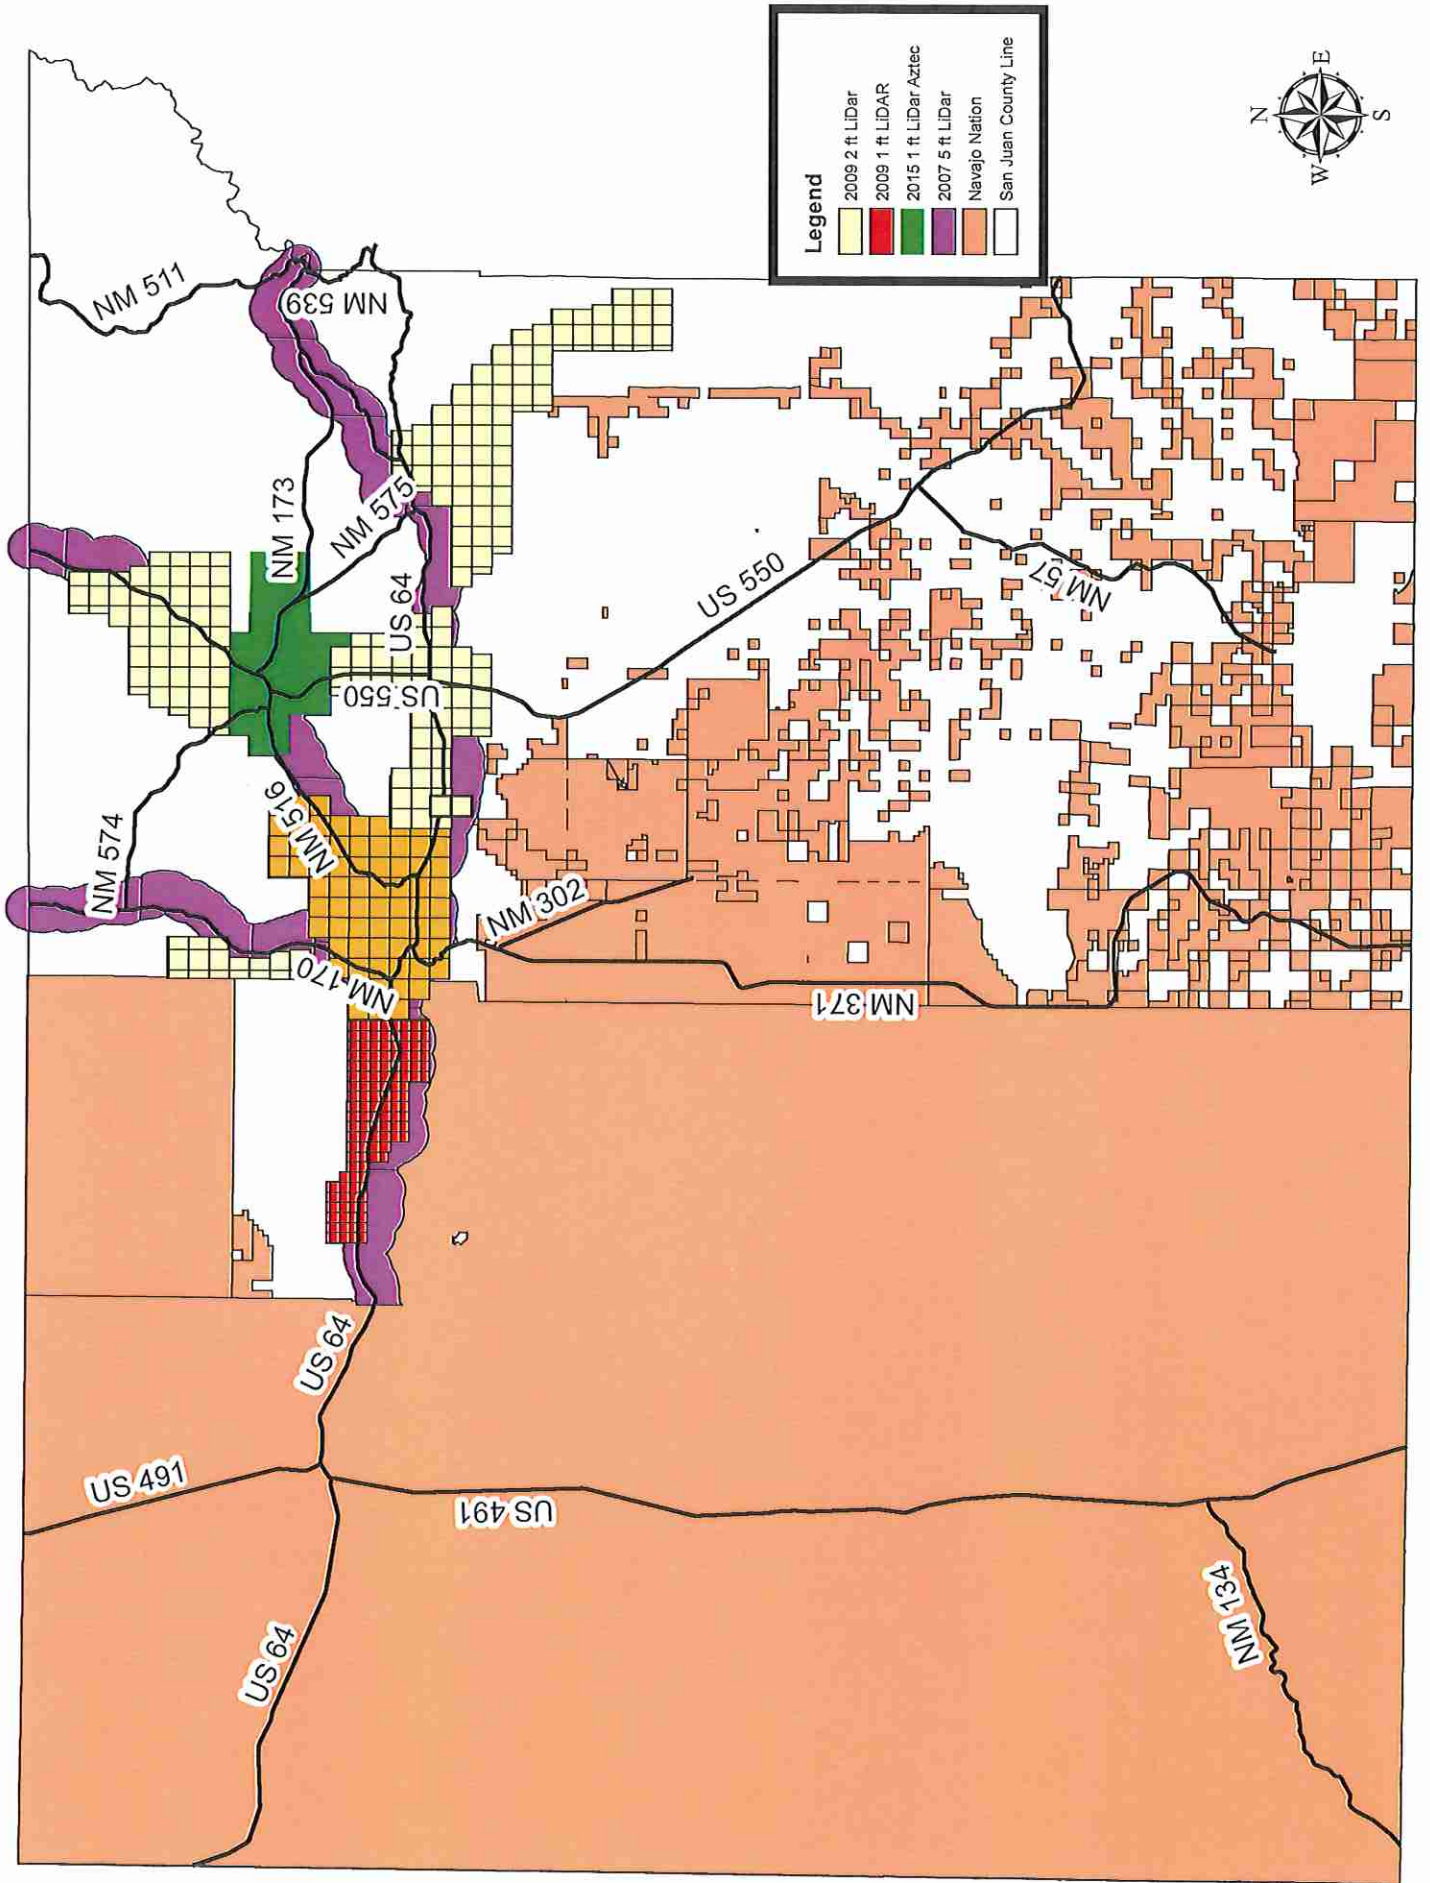 Legend
2009 2 ft LiDar
2009 1 ft LiDAR
2015 1 ft LiDar Aztec
2007 5 ft LiDar
Navajo Nation
San Juan County Line
N
E
S
W
NM 511
NM 539
NM 173
NM 575
US 64
US 550
US 550
NM 574
NM 516
NM 170
NM 302
NM 371
NM 57
US 64
US 491
US 491
US 64
NM 134